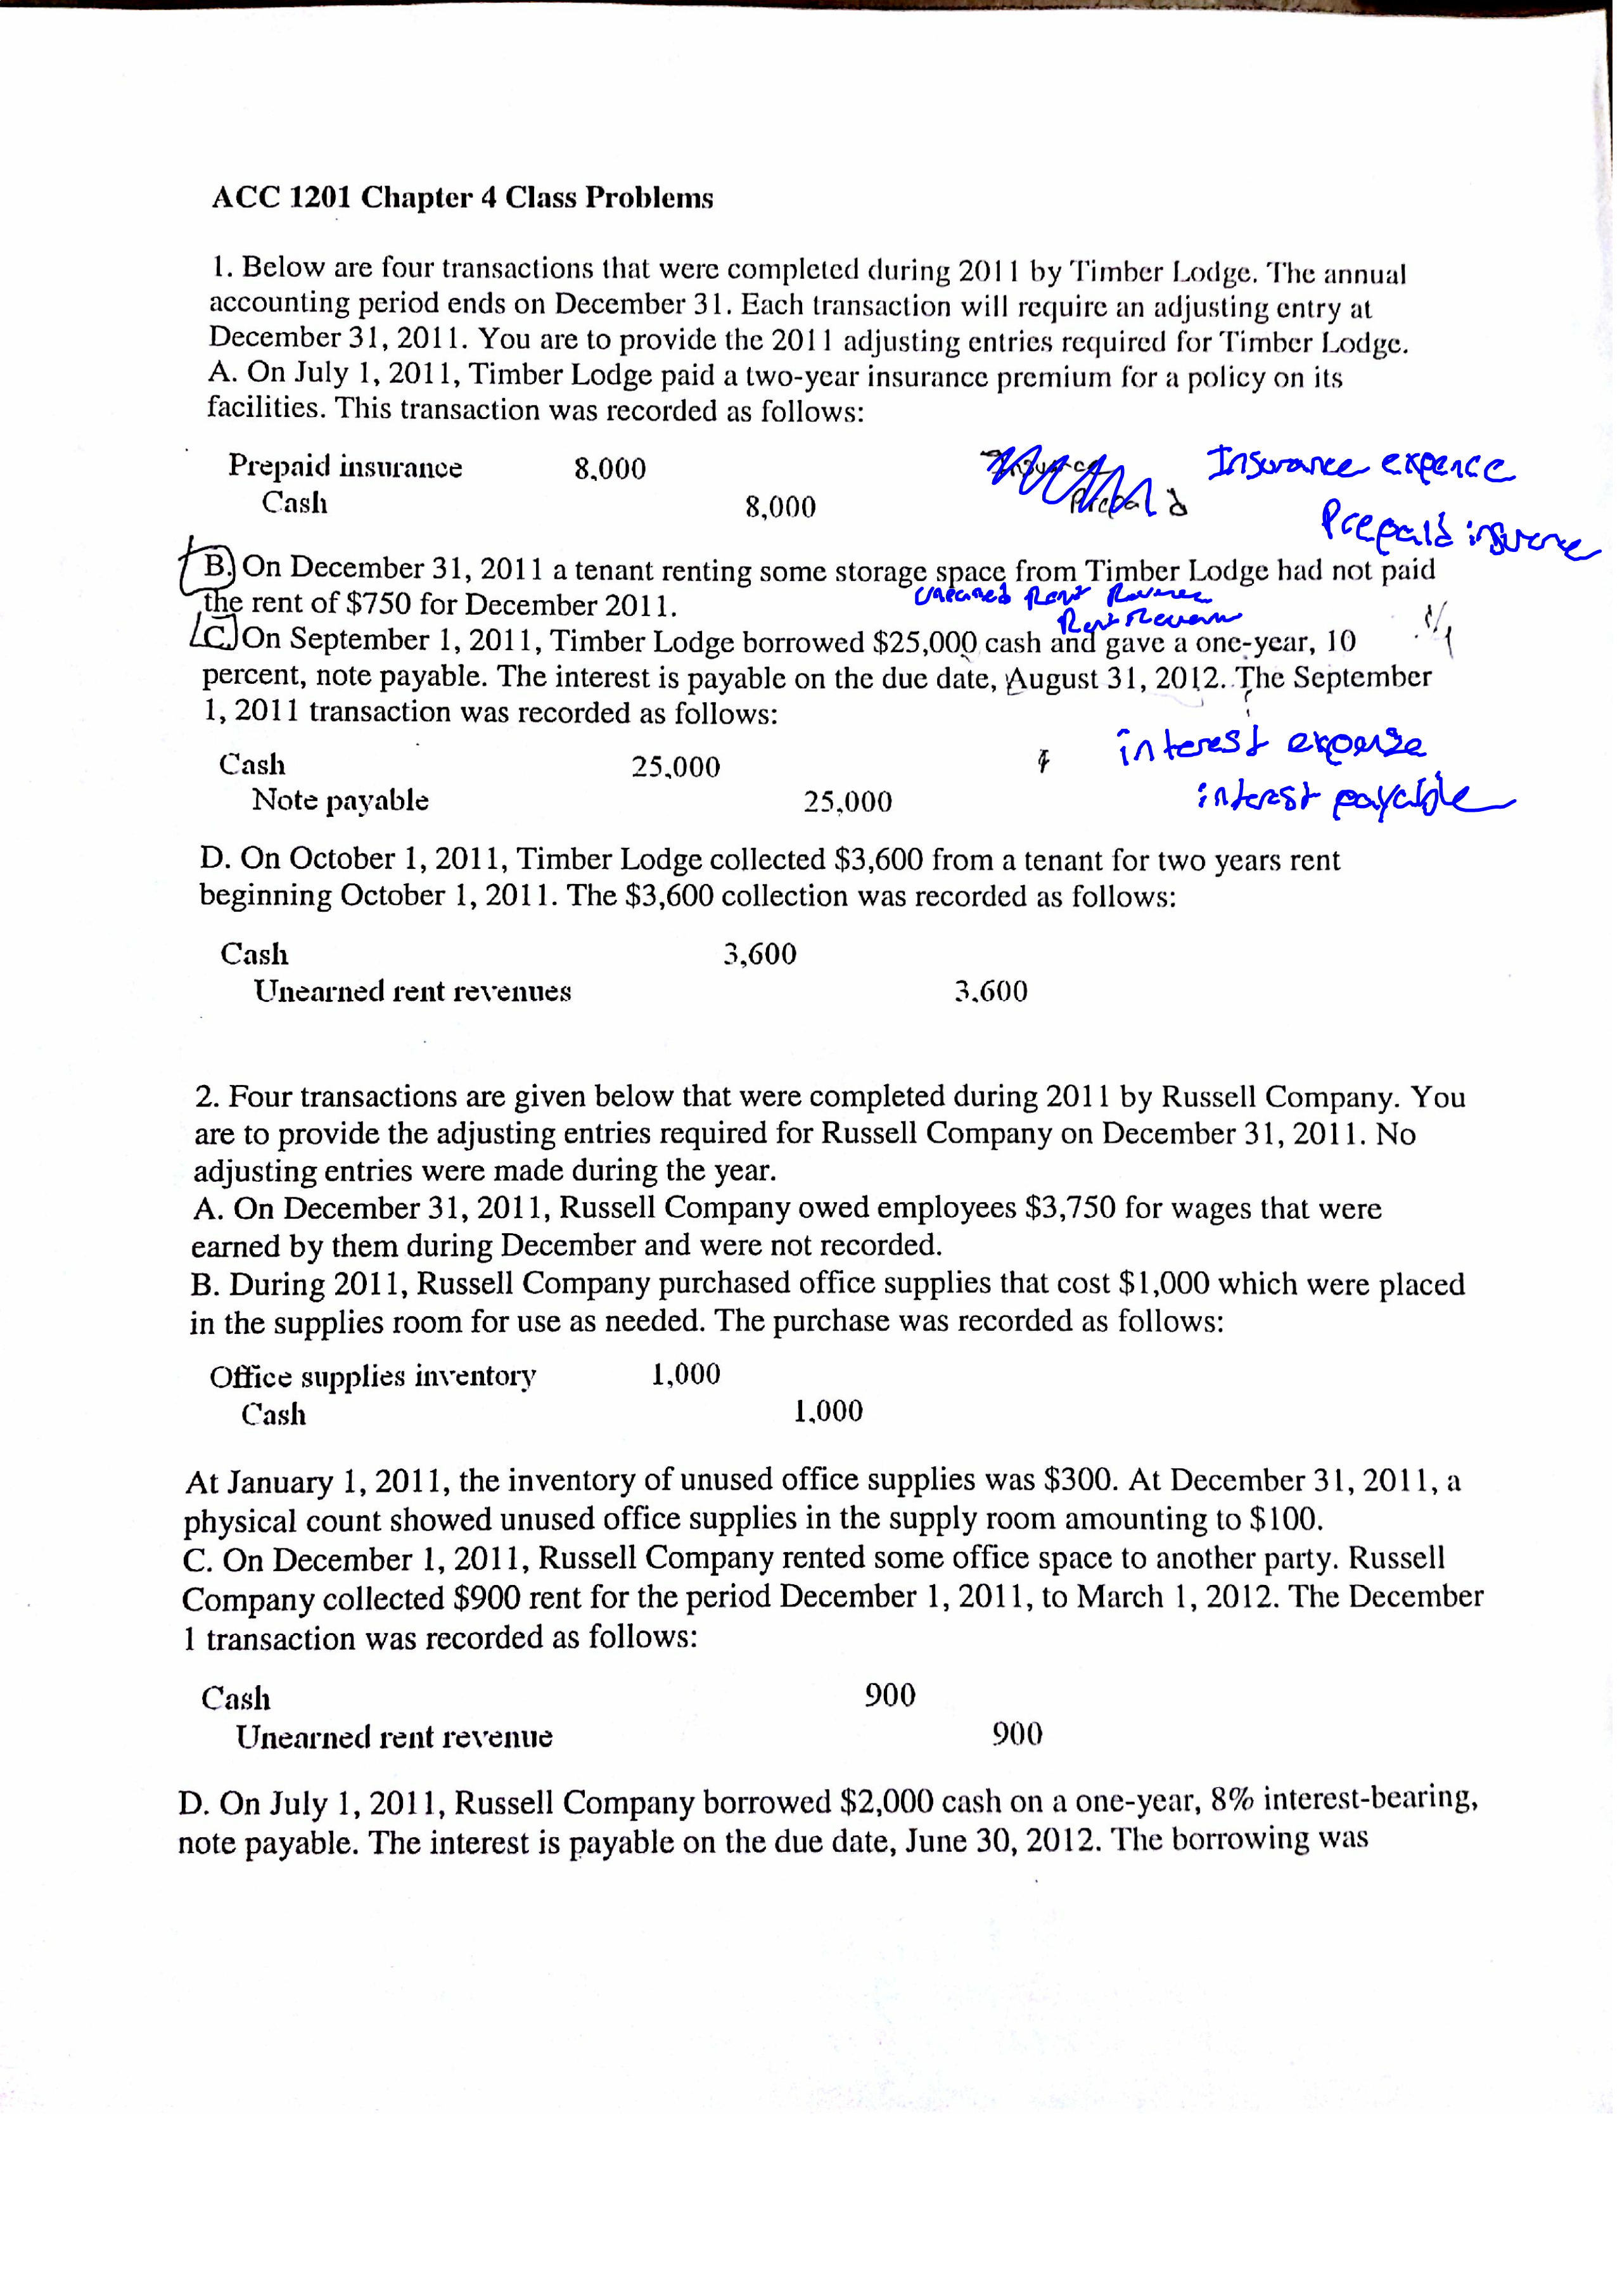 ACC 1201 Chapter 4 Class Problems
1. Below are four transactions that were completed during 2011 by Timber Lodge. The annual
accounting period ends on December 31. Each transaction will require an adjusting entry at
December 31, 2011. You are to provide the 2011 adjusting entries required for Timber Lodge.
A. On July 1, 2011, Timber Lodge paid a two-year insurance premium for a policy on its
facilities. This transaction was recorded as follows:
Prepaid insurance 8,000 Insurance expence
Cash 8,000 Prepaid insurence
B. On December 31, 2011 a tenant renting some storage space from Timber Lodge had not paid
the rent of $750 for December 2011. Rent
Rent
C. On September 1, 2011, Timber Lodge borrowed $25,000 cash and gave a one-year, 10
percent, note payable. The interest is payable on the due date, August 31, 2012. The September
1, 2011 transaction was recorded as follows:
Cash 25,000 interest expense
Note payable 25,000 interest payable
D. On October 1, 2011, Timber Lodge collected $3,600 from a tenant for two years rent
beginning October 1, 2011. The $3,600 collection was recorded as follows:
Cash 3,600
Unearned rent revenues 3,600
2. Four transactions are given below that were completed during 2011 by Russell Company. You
are to provide the adjusting entries required for Russell Company on December 31, 2011. No
adjusting entries were made during the year.
A. On December 31, 2011, Russell Company owed employees $3,750 for wages that were
earned by them during December and were not recorded.
B. During 2011, Russell Company purchased office supplies that cost $1,000 which were placed
in the supplies room for use as needed. The purchase was recorded as follows:
Office supplies inventory 1,000
Cash 1,000
At January 1, 2011, the inventory of unused office supplies was $300. At December 31, 2011, a
physical count showed unused office supplies in the supply room amounting to $100.
C. On December 1, 2011, Russell Company rented some office space to another party. Russell
Company collected $900 rent for the period December 1, 2011, to March 1, 2012. The December
1 transaction was recorded as follows:
Cash 900
Unearned rent revenue 900
D. On July 1, 2011, Russell Company borrowed $2,000 cash on a one-year, 8% interest-bearing,
note payable. The interest is payable on the due date, June 30, 2012. The borrowing was